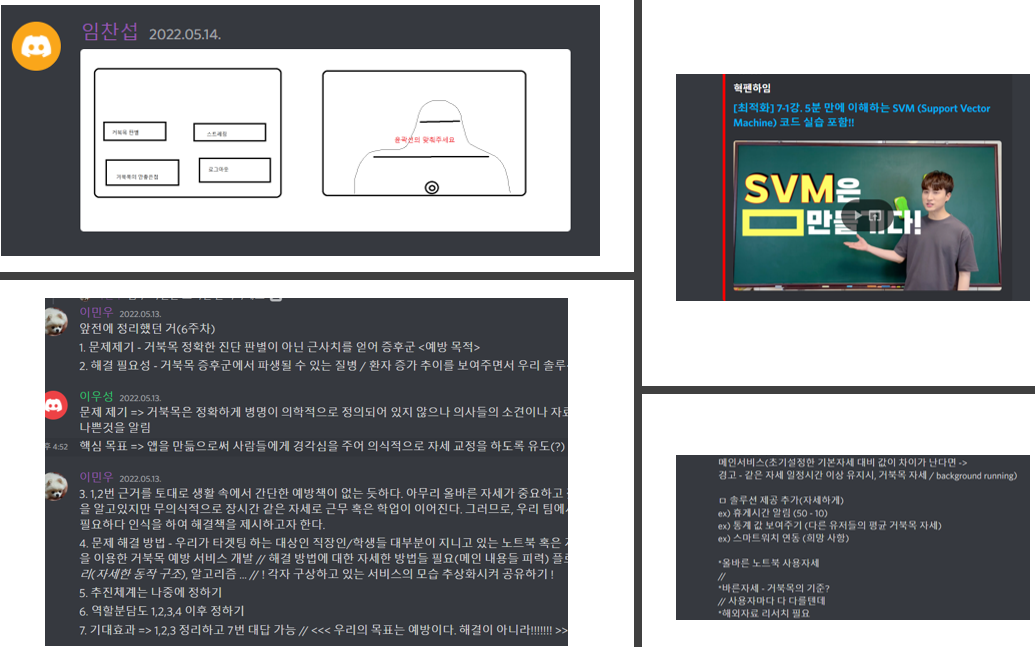 임찬섭 2022.05.14.
거북목 판별
스트레칭
거북목이 안좋은점
로그아웃
윤곽선의 맞춰주세요
이민우 2022.05.13.
앞전에 정리했던 거(6주차)
1. 문제제기 - 거북목 정확한 진단 판별이 아닌 근사치를 얻어 증후군 <예방 목적>
2. 해결 필요성 - 거북목 증후군에서 파생될 수 있는 질병 / 환자 증가 추이를 보여주면서 우리 솔루
이우성 2022.05.13.
문제 제기 => 거북목은 정확하게 병명이 의학적으로 정의되어 있지 않으나 의사들의 소견이나 자료
나쁜것을 알림
후 4:52 핵심 목표 => 앱을 만듦으로써 사람들에게 경각심을 주어 의식적으로 자세 교정을 하도록 유도(?)
이민우 2022.05.13.
3. 1,2번 근거를 토대로 생활 속에서 간단한 예방책이 없는 듯하다. 아무리 올바른 자세가 중요하고
을 알고있지만 무의식적으로 장시간 같은 자세로 근무 혹은 학업이 이어진다. 그러므로, 우리 팀에서
필요하다 인식을 하여 해결책을 제시하고자 한다.
4. 문제 해결 방법 - 우리가 타겟팅 하는 대상인 직장인/학생들 대부분이 지니고 있는 노트북 혹은
을 이용한 거북목 예방 서비스 개발 // 해결 방법에 대한 자세한 방법들 필요(메인 내용들 피력) 플로
리(자세한 동작 구조), 알고리즘 ... // ! 각자 구상하고 있는 서비스의 모습 추상화시켜 공유하기 !
5. 추진체계는 나중에 정하기
6. 역할분담도 1,2,3,4 이후 정하기
7. 기대효과 => 1,2,3 정리하고 7번 대답 가능 // <<< 우리의 목표는 예방이다. 해결이 아니라!!!!!!! >>
혁펜하임
[최적화] 7-1강. 5분 만에 이해하는 SVM (Support Vector
Machine) 코드 실습 포함!!
SVM은
메인서비스(초기설정한 기본자세 대비 값이 차이가 난다면 ->
경고 - 같은 자세 일정시간 이상 유지시, 거북목 자세 / background running)
ㅁ 솔루션 제공 추가(자세하게)
ex) 휴게시간 알림 (50 - 10)
ex) 통계 값 보여주기 (다른 유저들의 평균 거북목 자세)
ex) 스마트워치 연동 (희망 사항)
*올바른 노트북 사용자세
//
*바른자세 - 거북목의 기준?
// 사용자마다 다 다를텐데
*해외자료 리서치 필요